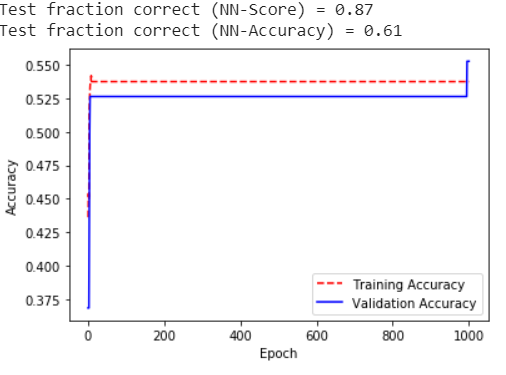 Test fraction correct (NN-Score) = 0.87
Test fraction correct (NN-Accuracy) = 0.61
0.550
0.525
0.500
0.475
0.450
0.425
0.400
0.375
Accuracy
Training Accuracy
Validation Accuracy
0 200 400 600 800 1000
Epoch